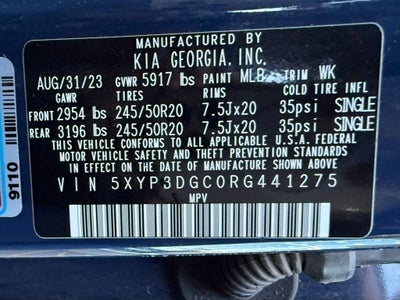 MANUFACTURED BY
KIA GEORGIA, INC.
AUG/31/23 GVWR 5917 lbs PAINT MLB TRIM WK
GAWR TIRES RIMS COLD TIRE INFL
FRONT 2954 lbs 245/50R20 7.5Jx20 35psi SINGLE
REAR 3196 lbs 245/50R20 7.5Jx20 35psi SINGLE
THIS VEHICLE CONFORMS TO ALL APPLICABLE U.S.A. FEDERAL
MOTOR VEHICLE SAFETY AND THEFT PREVENTION STANDARDS
IN EFFECT ON THE DATE OF MANUFACTURE SHOWN ABOVE.
VIN 5XYP3DGC0RG441275
MPV
9110